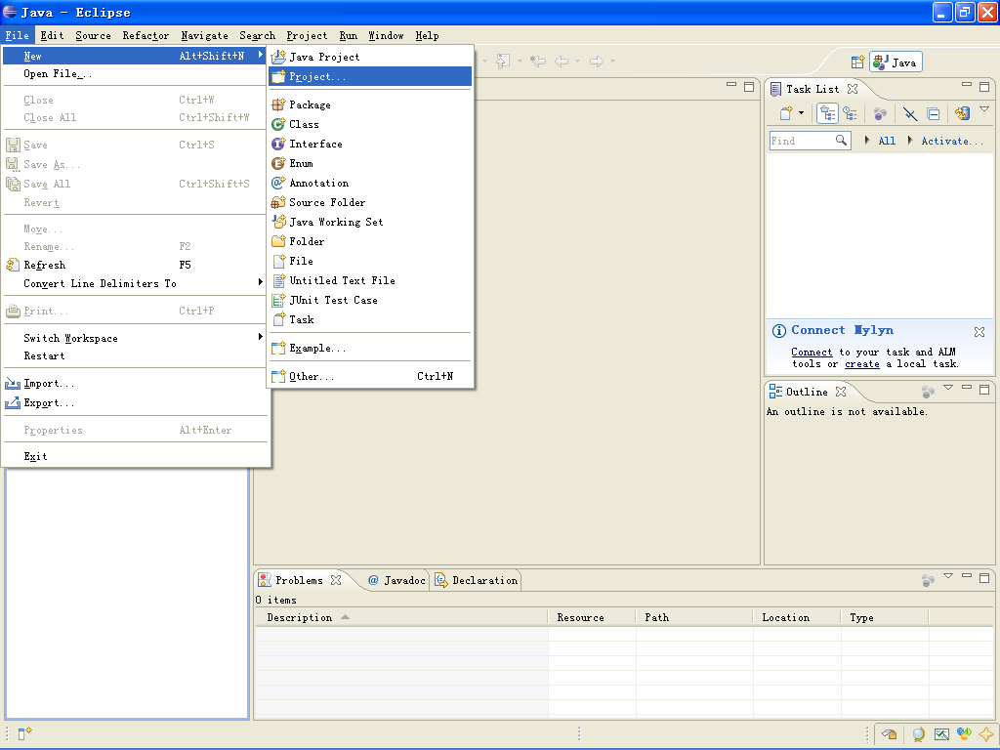 Java - Eclipse
File Edit Source Refactor Navigate Search Project Run Window Help
New Alt+Shift+N
Open File...
Close Ctrl+W
Close All Ctrl+Shift+W
Save Ctrl+S
Save As...
Save All Ctrl+Shift+S
Revert
Move...
Rename... F2
Refresh F5
Convert Line Delimiters To
Print... Ctrl+P
Switch Workspace
Restart
Import...
Export...
Properties Alt+Enter
Exit
Java Project
Project...
Package
Class
Interface
Enum
Annotation
Source Folder
Java Working Set
Folder
File
Untitled Text File
JUnit Test Case
Task
Example...
Other... Ctrl+N
Java
Task List
Find All Activate...
Connect Mylyn
Connect to your task and ALM
tools or create a local task.
Outline
An outline is not available.
Problems @ Javadoc Declaration
0 items
Description Resource Path Location Type